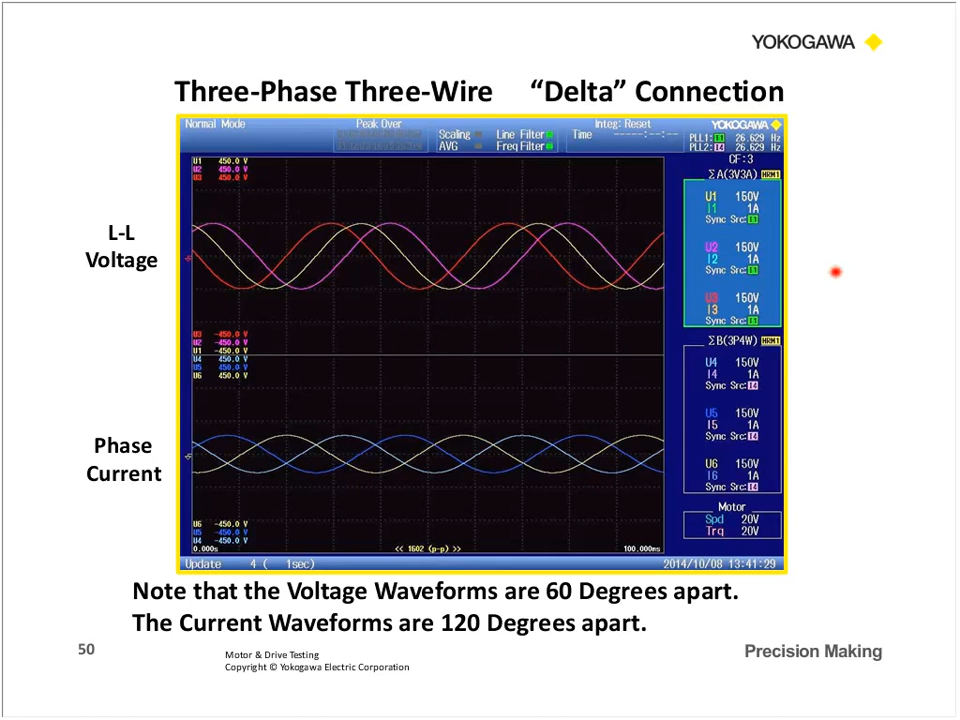 YOKOGAWA
Three-Phase Three-Wire “Delta” Connection
Normal Mode
Peak Over
Scaling
AVG
Line Filter
Freq Filter
Integ: Reset
Time ------:--:--
YOKOGAWA
PLL1: 26.629 Hz
PLL2: I4 26.629 Hz
CF:3
U1 450.0 V
U2 450.0 V
U3 450.0 V
ΣA(3V3A) HRM1
U1 150V
I1 1A
Sync Src:
U2 150V
I2 1A
Sync Src:
U3 150V
I3 1A
Sync Src:
L-L
Voltage
U3 -450.0 V
U2 -450.0 V
U1 -450.0 V
U4 450.0 V
U5 450.0 V
U6 450.0 V
ΣB(3P4W) HRM1
U4 150V
I4 1A
Sync Src:I4
U5 150V
I5 1A
Sync Src:I4
U6 150V
I6 1A
Sync Src:I4
Phase
Current
Motor
Spd 20V
Trq 20V
U6 -450.0 V
U5 -450.0 V
U4 -450.0 V
0.000s
<< 1602 (p-p) >>
100.000ms
Update 4 ( 1sec)
2014/10/08 13:41:29
Note that the Voltage Waveforms are 60 Degrees apart.
The Current Waveforms are 120 Degrees apart.
50
Motor & Drive Testing
Copyright © Yokogawa Electric Corporation
Precision Making